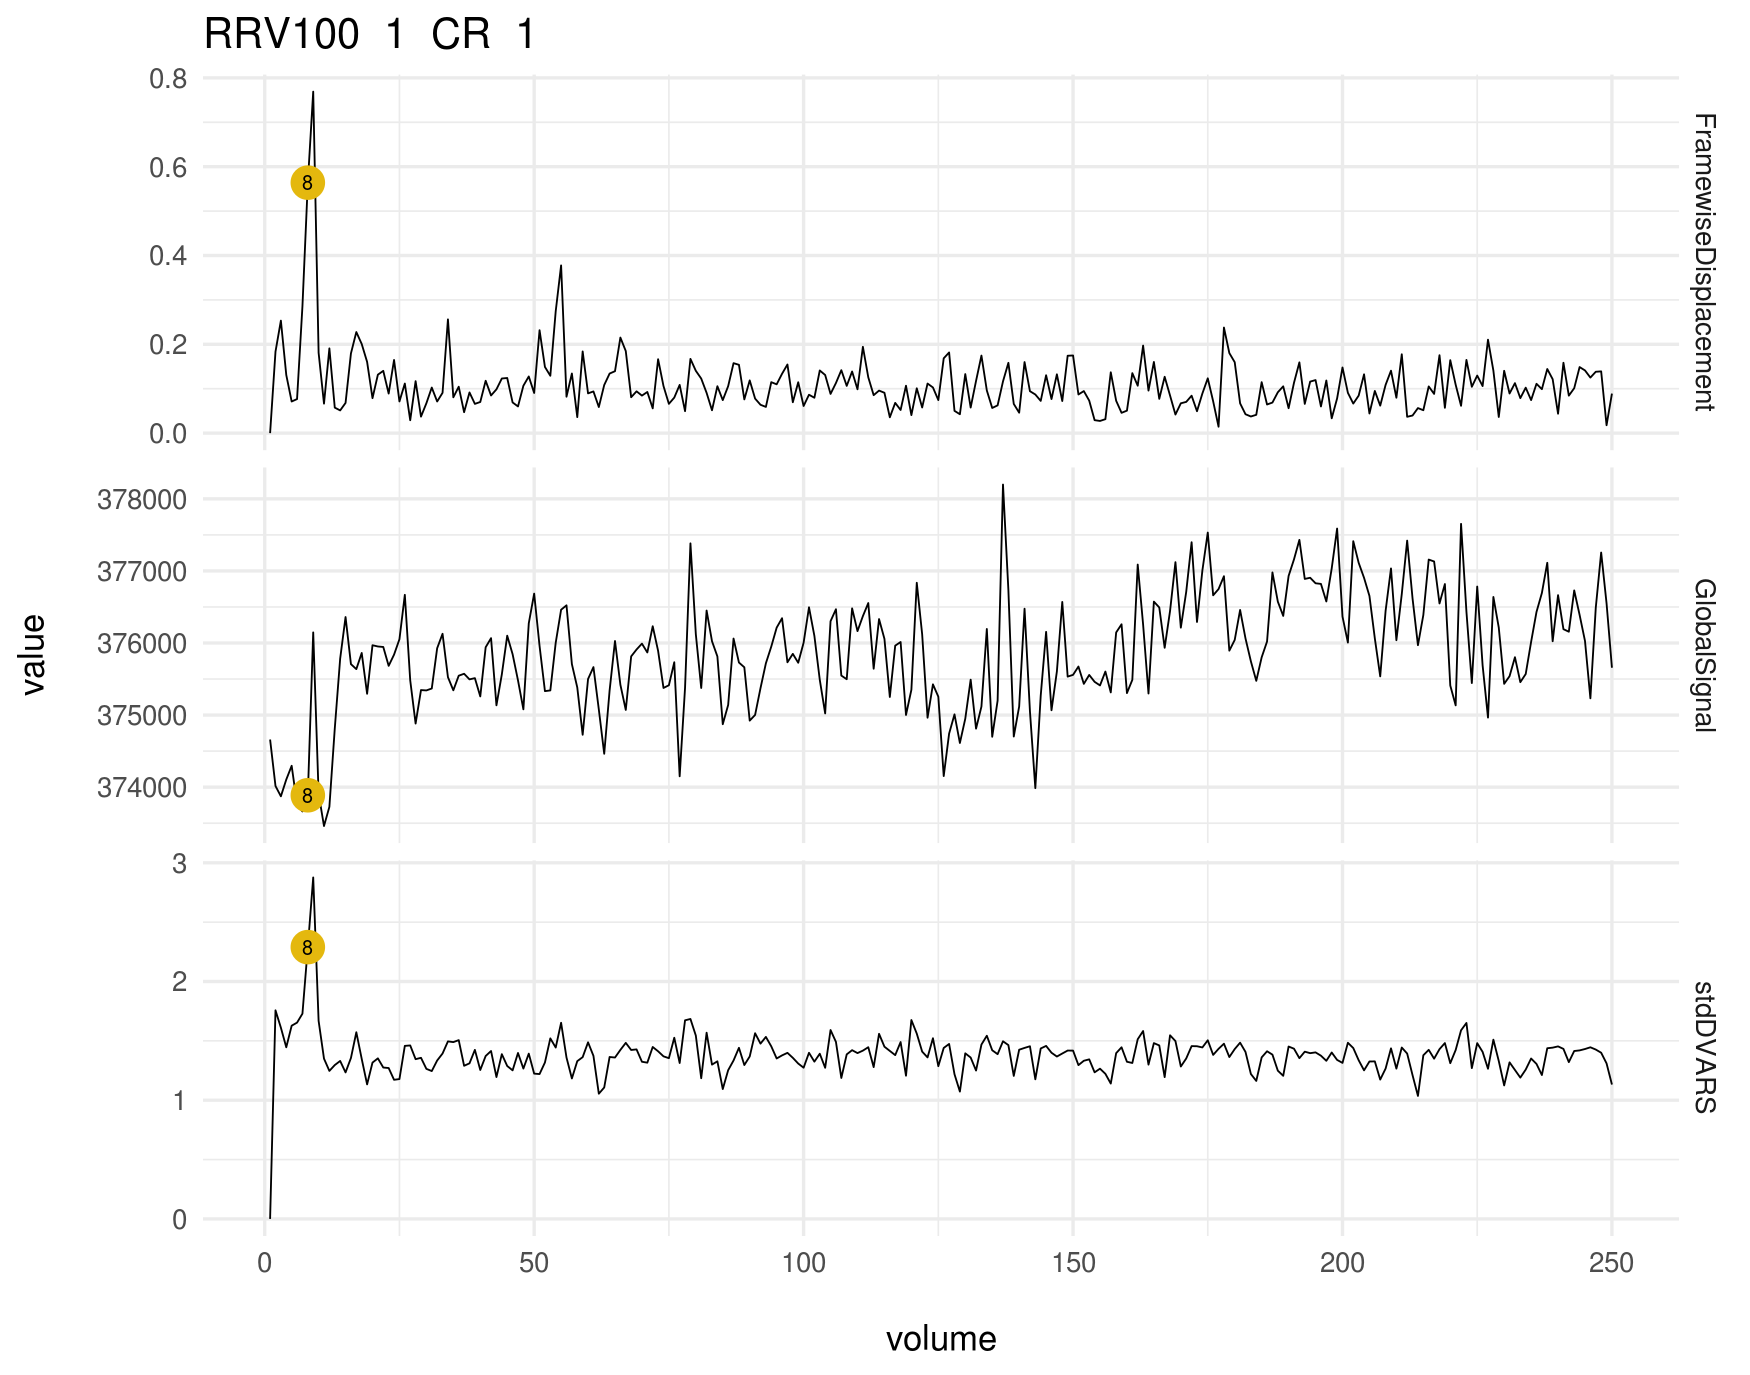 RRV100 1 CR 1
0.8
0.6
0.4
0.2
0.0
8
FramewiseDisplacement
378000
377000
376000
375000
374000
8
GlobalSignal
value
3
2
1
0
8
stdDVARS
0 50 100 150 200 250
volume